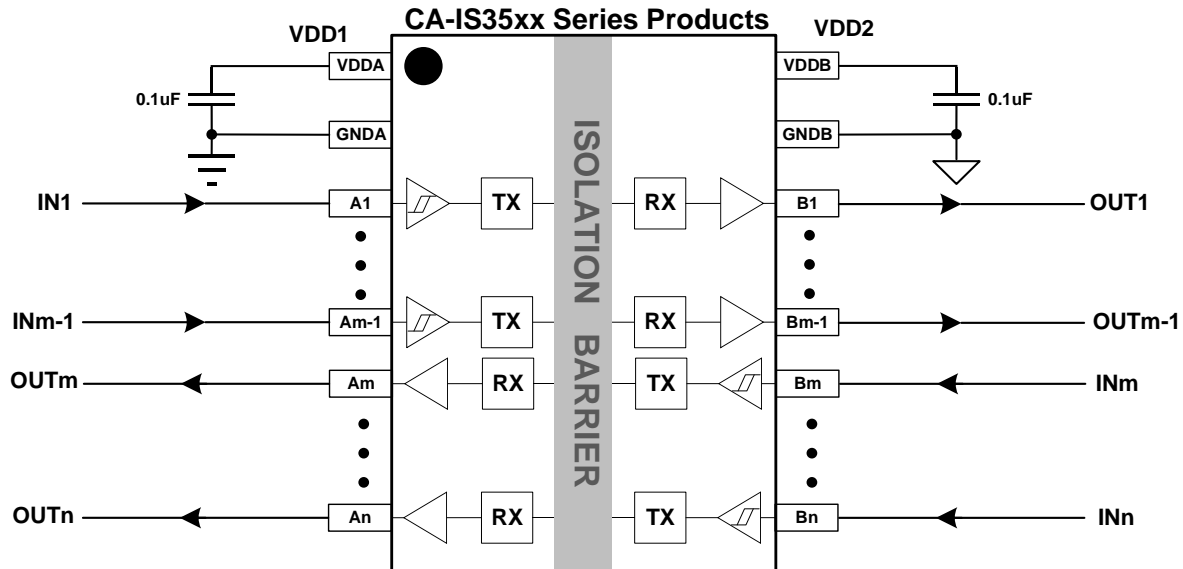 CA-IS35xx Series Products
VDD1
VDD2
VDDA
VDDB
0.1uF
0.1uF
GNDA
GNDB
ISOLATION BARRIER
IN1
A1
TX
RX
B1
OUT1
INm-1
Am-1
TX
RX
Bm-1
OUTm-1
OUTm
Am
RX
TX
Bm
INm
OUTn
An
RX
TX
Bn
INn